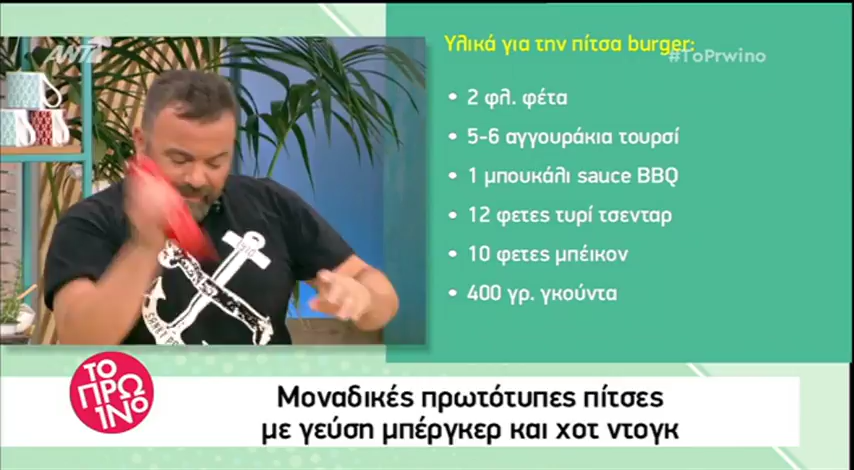 ANT1
Υλικά για την πίτσα burger:
#ToPrwino
• 2 φλ. φέτα
• 5-6 αγγουράκια τουρσί
• 1 μπουκάλι sauce BBQ
• 12 φετες τυρί τσενταρ
• 10 φετες μπέικον
• 400 γρ. γκούντα
ΤΟ
ΠΡΩ
ΙΝΟ
Μοναδικές πρωτότυπες πίτσες
με γεύση μπέργκερ και χοτ ντογκ